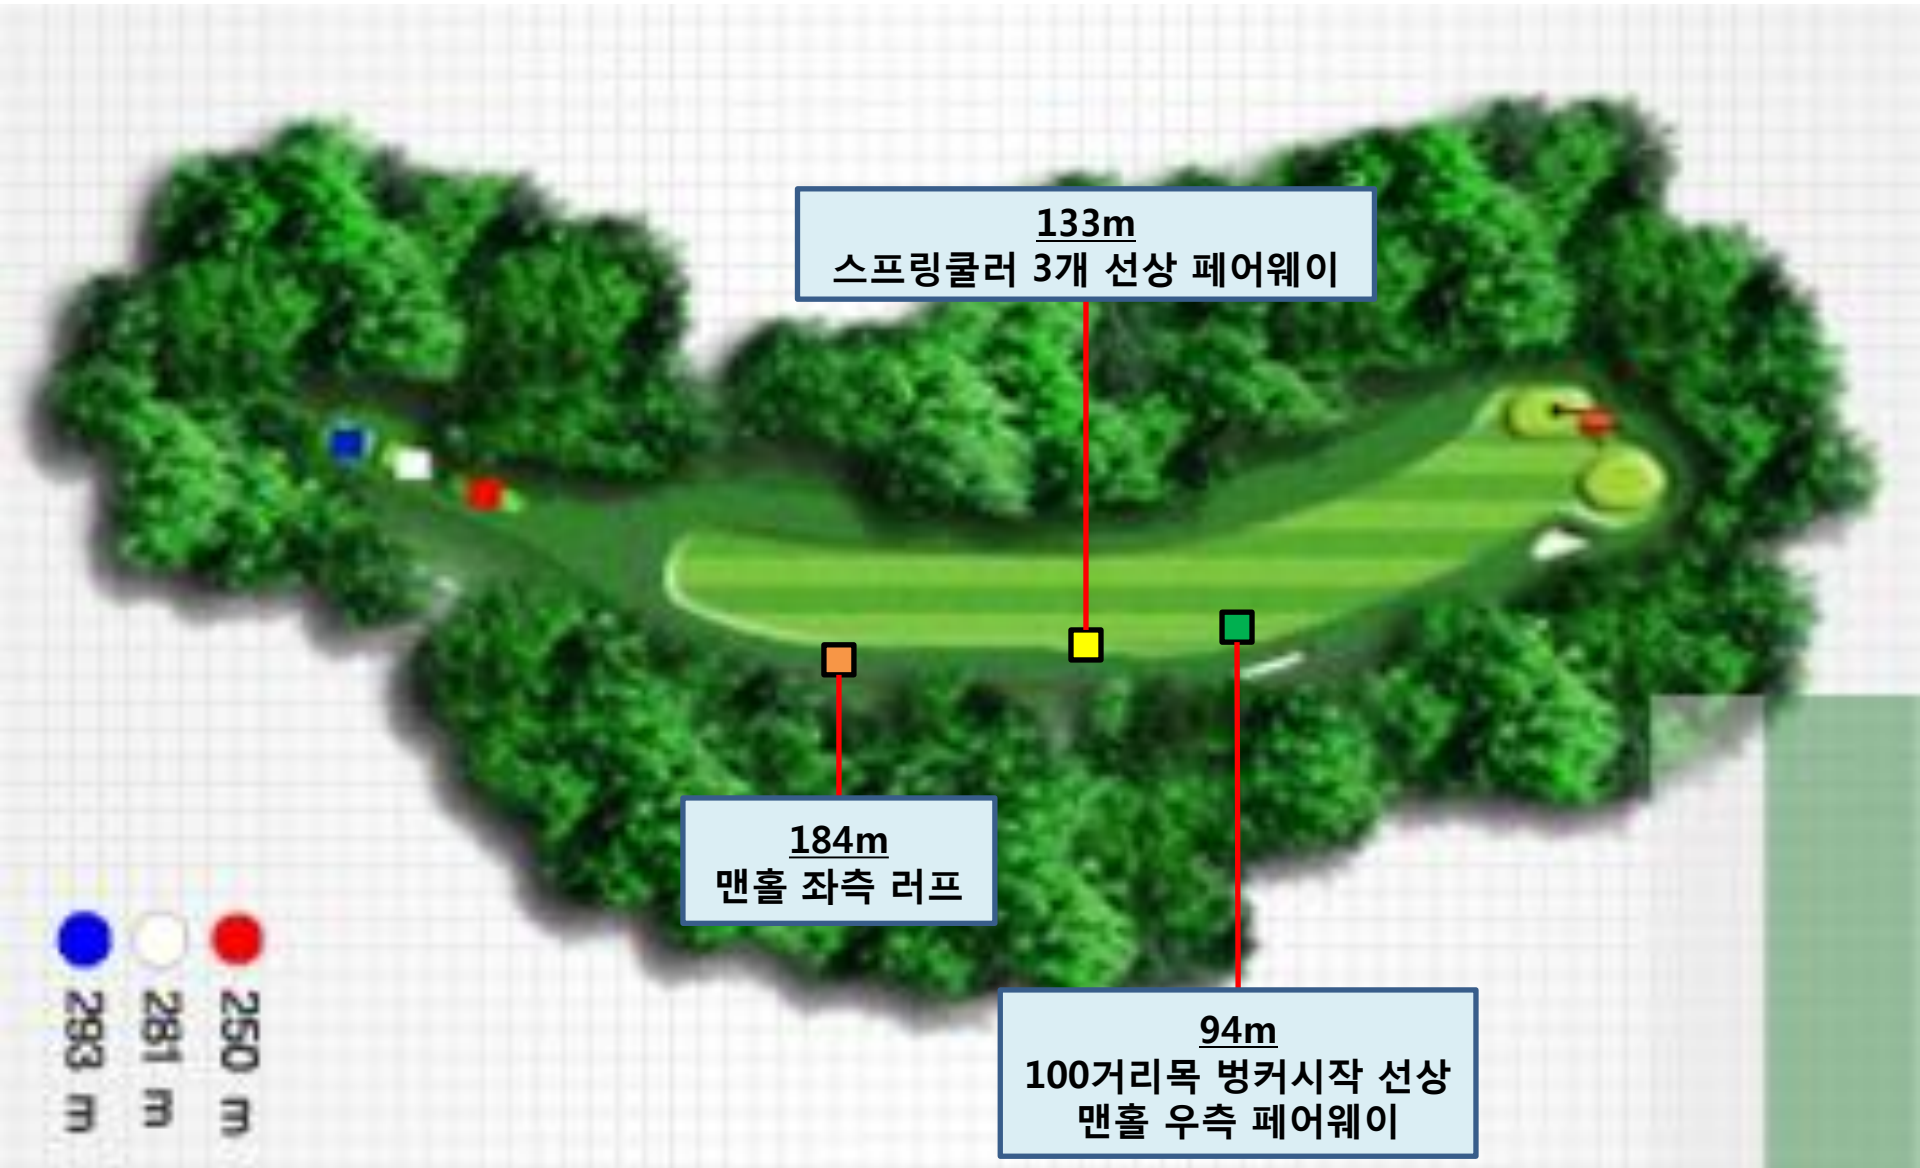 133m
스프링쿨러 3개 선상 페어웨이
184m
맨홀 좌측 러프
94m
100거리목 벙커시작 선상
맨홀 우측 페어웨이
293 m
281 m
250 m